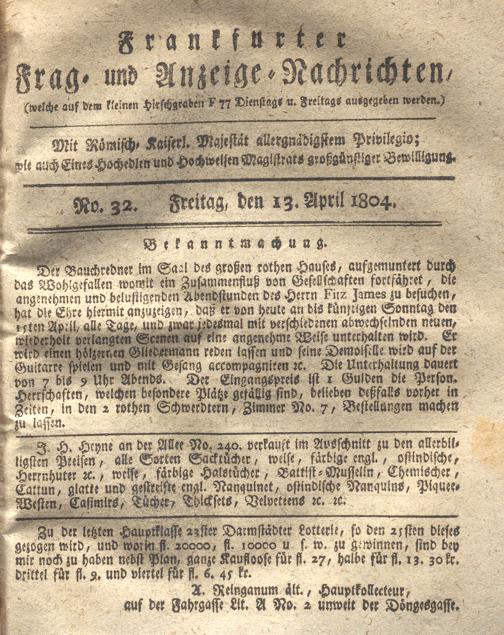 Frankfurter
Frag- und Anzeige-Nachrichten,
(welche auf dem kleinen Hirschgraben F 77 Dienstags u. Freitags ausgegeben werden.)
Mit Römisch-Kaiserl. Majestät allergnädigstem Privilegio;
wie auch Eines Hochedlen und Hochweisen Magistrats großgünstiger Bewilligung.
No. 32. Freitag, den 13. April 1804.
Bekanntmachung.
Der Bauchredner im Saal des großen rothen Hauses, aufgemuntert durch
das Wohlgefallen womit ein Zusammenfluß von Gesellschaften fortfähret, die
angenehmen und belustigenden Abendstunden des Herrn Fitz James zu besuchen,
hat die Ehre hiermit anzuzeigen, daß er von heute an bis künftigen Sonntag den
15ten April, alle Tage, und zwar jedesmal mit verschiedenen abwechselnden neuen,
wiederholt verlangten Scenen auf eine angenehme Weise unterhalten wird. Er
wird einen hölzernen Gliedermann reden lassen und seine Demoiselle wird auf der
Guitarre spielen und mit Gesang accompagniren ꝛc. Die Unterhaltung dauert
von 7 bis 9 Uhr Abends. Der Eingangspreis ist 1 Gulden die Person.
Herrschaften, welchen besondere Plätze gefällig sind, belieben deßfalls vorher in
Zeiten, in den 2 rothen Schwerdtern, Zimmer No. 7, Bestellungen machen
zu lassen.
J. H. Heyne an der Allee No. 240. verkauft im Ausschnitt zu den allerbil-
ligsten Preisen, alle Sorten Sacktücher, weise, färbige engl., ostindische,
Herrnhuter ꝛc., weise, färbige Halstücher, Battist-Musselin, Chemischer,
Cattun, glatte und gestreifte engl. Nanquinet, ostindische Nanquins, Piquee-
Westen, Casimirs, Tücher, Thicksets, Velveteens ꝛc. ꝛc.
Zu der letzten Hauptklasse 22ster Darmstädter Lotterie, so den 25sten dieses
gezogen wird, und worin fl. 20000, fl. 10000 u. s. w. zu gewinnen, sind bey
mir noch zu haben nebst Plan, ganze Kaufloose für fl. 27, halbe für fl. 13. 30 kr.
drittel für fl. 9, und viertel für fl. 6. 45 kr.
A. Reinganum ält., Hauptkollecteur,
auf der Fahrgasse Lit. A No. 2 unweit der Döngesgasse.